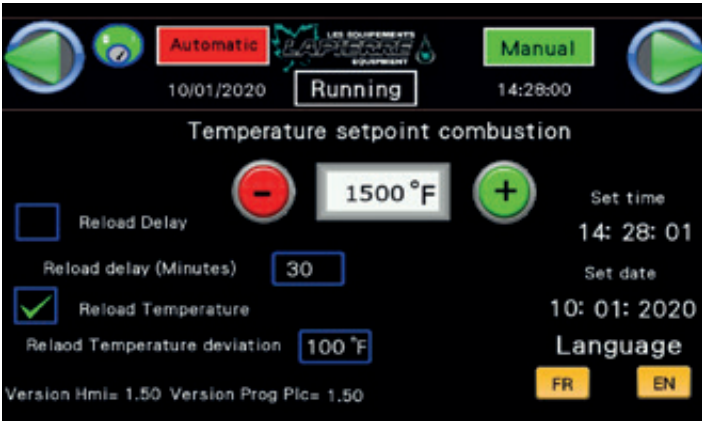 Automatic
LES EQUIPEMENTS
LAPIERRE
EQUIPMENT
Manual
10/01/2020
Running
14:28:00
Temperature setpoint combustion
-
1500 °F
+
Set time
Reload Delay
14: 28: 01
Reload delay (Minutes)
30
Set date
Reload Temperature
10: 01: 2020
Relaod Temperature deviation
100 °F
Language
FR
EN
Version Hmi= 1.50 Version Prog Plc= 1.50